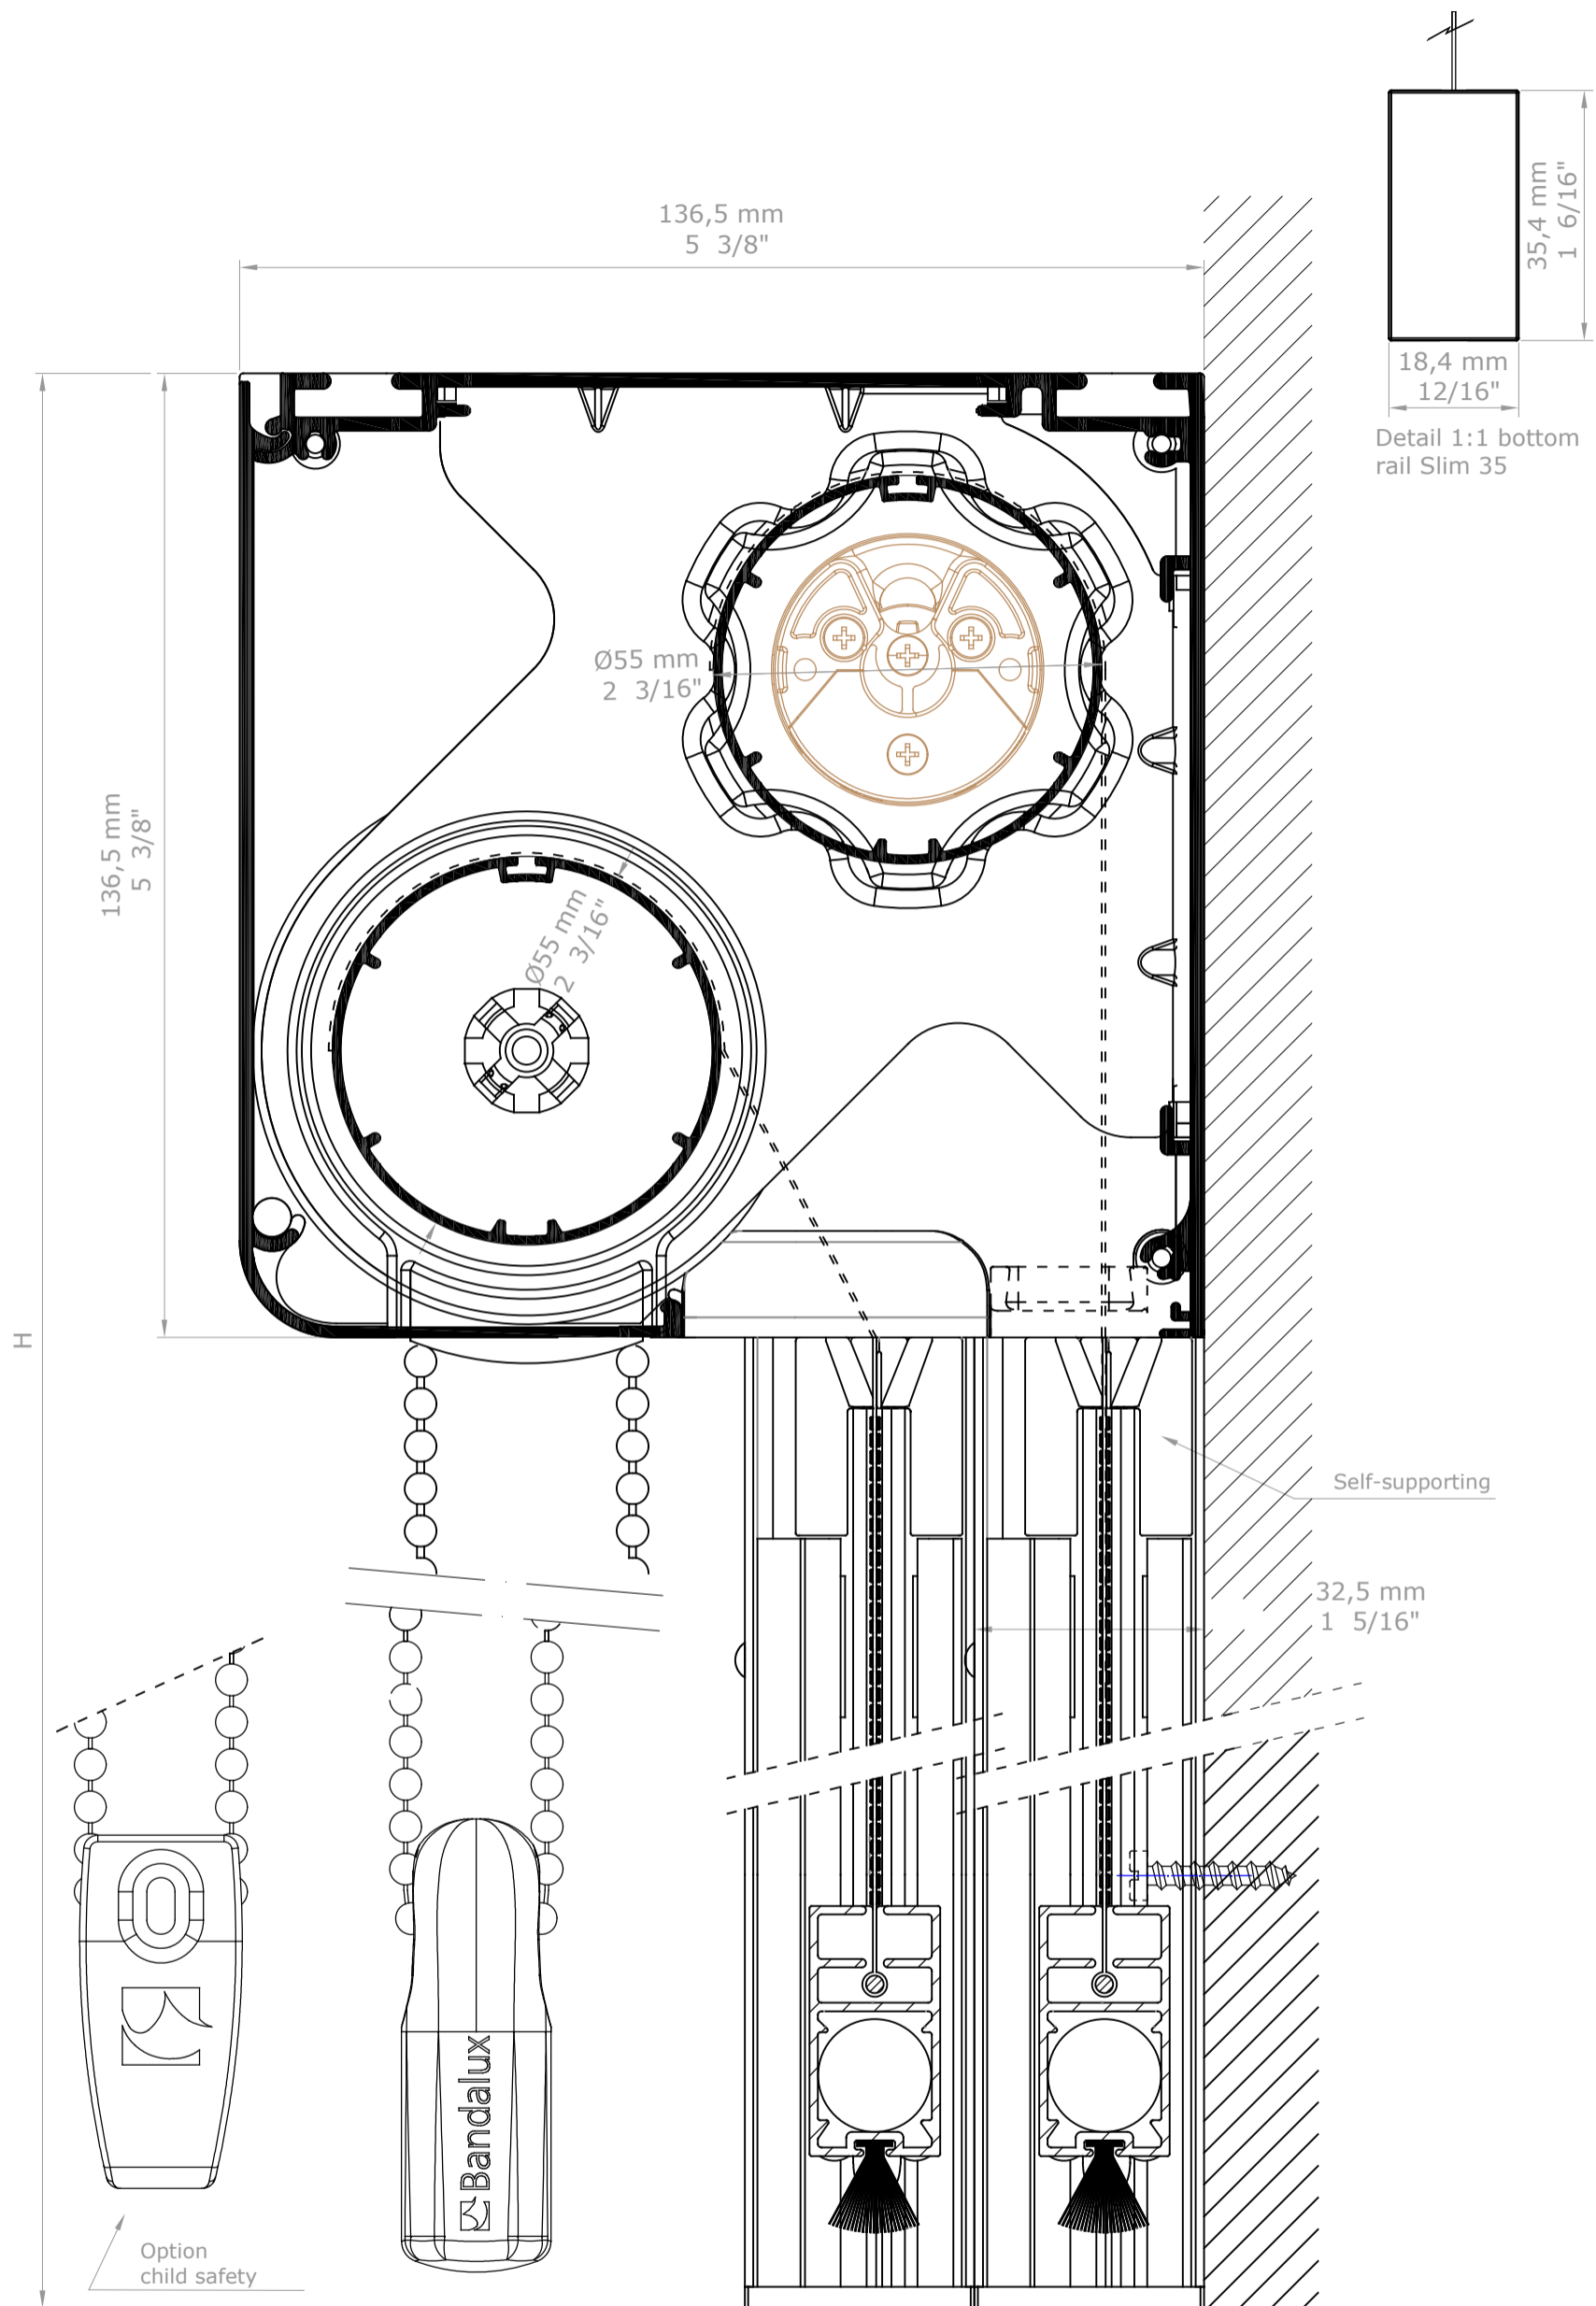 136,5 mm
5 3/8"
35,4 mm
1 6/16"
18,4 mm
12/16"
Detail 1:1 bottom
rail Slim 35
Ø55 mm
2 3/16"
136,5 mm
5 3/8"
Ø55 mm
2 3/16"
H
Self-supporting
32,5 mm
1 5/16"
Bandalux
Option
child safety